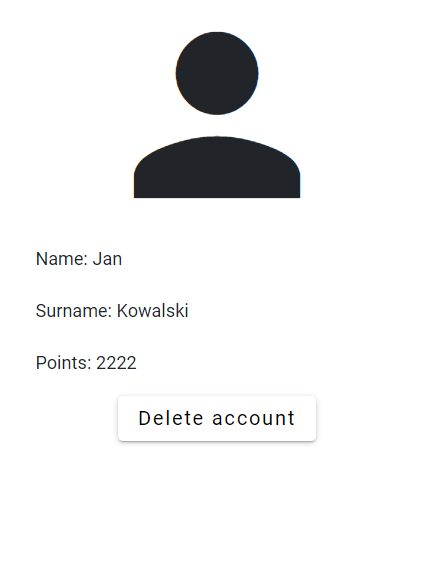 Name: Jan
Surname: Kowalski
Points: 2222
Delete account